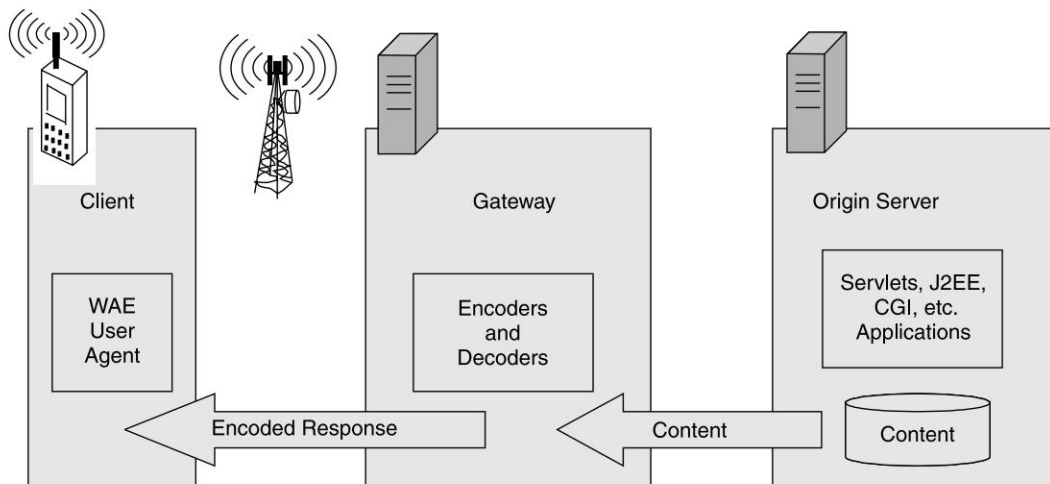 Client
Gateway
Origin Server
WAE
User
Agent
Encoders
and
Decoders
Servlets, J2EE,
CGI, etc.
Applications
Encoded Response
Content
Content